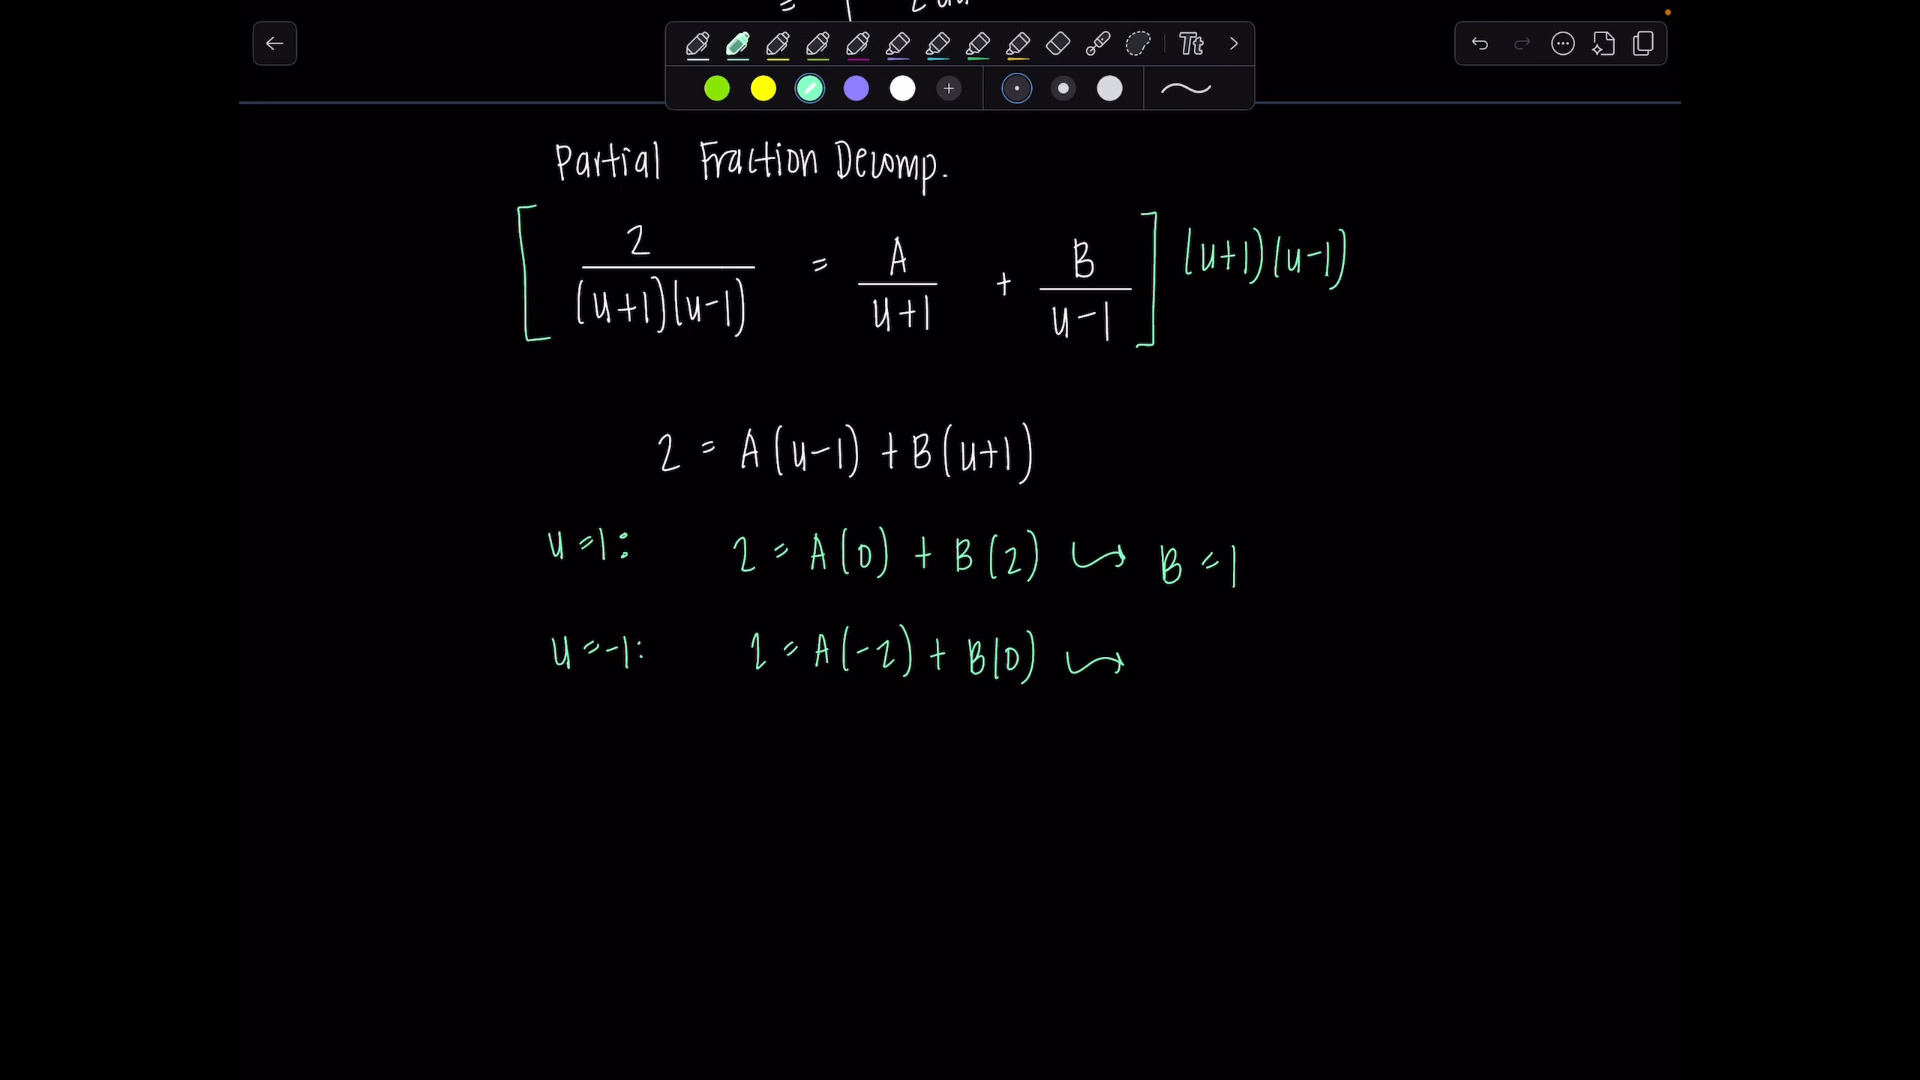 Tt
Partial Fraction Decomp.
[ 2/((u+1)(u-1)) = A/(u+1) + B/(u-1) ] (u+1)(u-1)
2 = A(u-1) + B(u+1)
u=1: 2 = A(0) + B(2) ↪ B = 1
u=-1: 2 = A(-2) + B(0) ↪